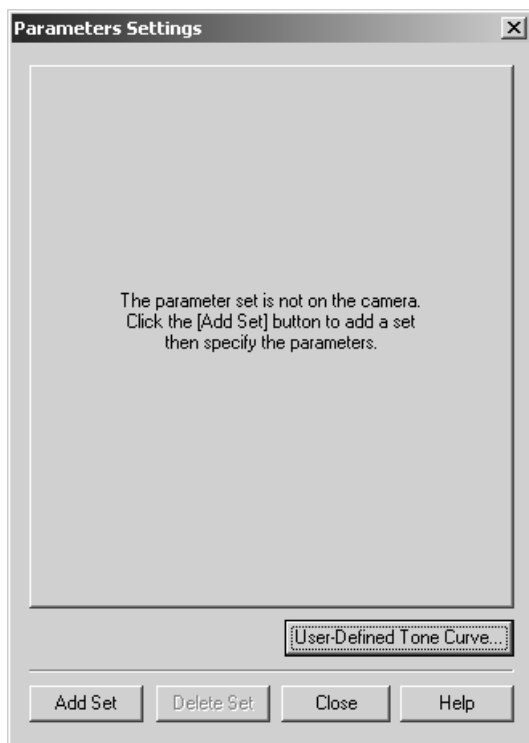 Parameters Settings
The parameter set is not on the camera.
Click the [Add Set] button to add a set
then specify the parameters.
User-Defined Tone Curve...
Add Set
Delete Set
Close
Help